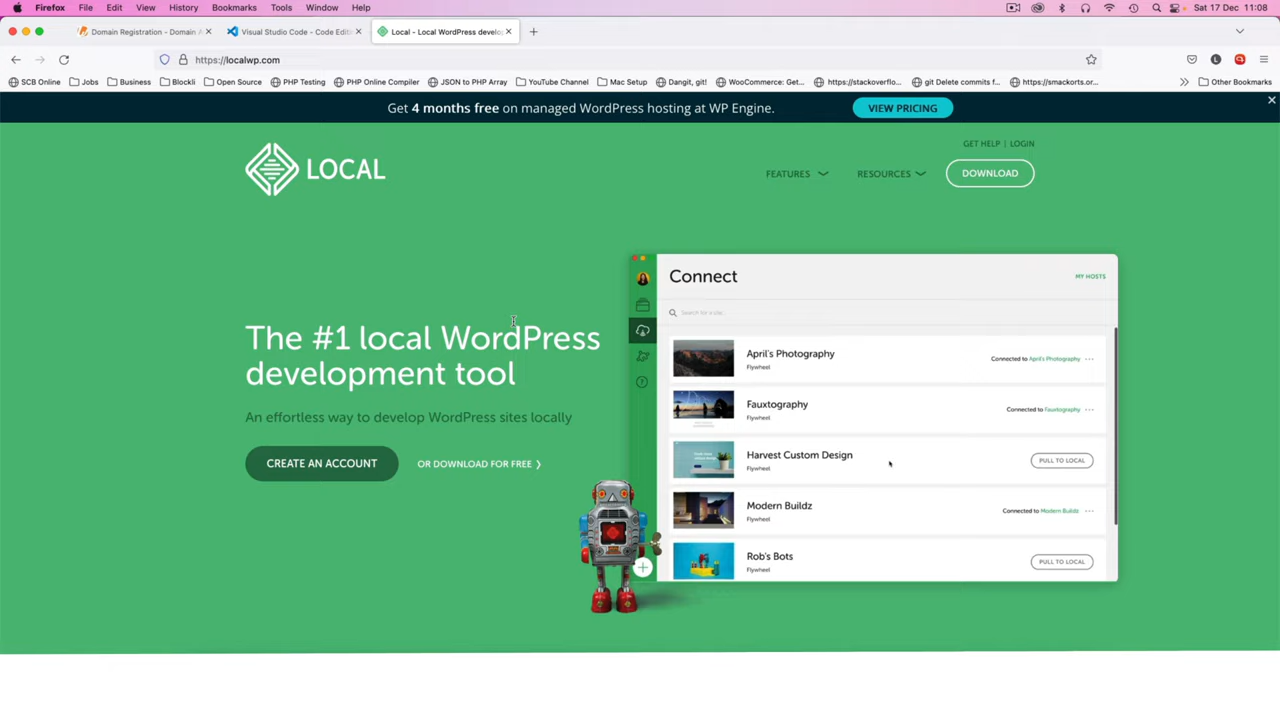 Firefox File Edit View History Bookmarks Tools Window Help Sat 17 Dec 11:08
Domain Registration - Domain Visual Studio Code - Code Edit Local - Local WordPress develop
https://localwp.com
SCB Online Jobs Business Blockli Open Source PHP Testing PHP Online Compiler JSON to PHP Array YouTube Channel Mac Setup Dangit, git! WooCommerce: Get... https://stackoverflo... git Delete commits f... https://smackorts.or... Other Bookmarks
Get 4 months free on managed WordPress hosting at WP Engine. VIEW PRICING
GET HELP | LOGIN
LOCAL
FEATURES RESOURCES DOWNLOAD
The #1 local WordPress
development tool
An effortless way to develop WordPress sites locally
CREATE AN ACCOUNT OR DOWNLOAD FOR FREE ❯
Connect MY HOSTS
Search for a site...
April's Photography
Flywheel
Connected to April's Photography ...
Fauxtography
Flywheel
Connected to Fauxtography ...
Harvest Custom Design
Flywheel
PULL TO LOCAL
Modern Buildz
Flywheel
Connected to Modern Buildz ...
Rob's Bots
Flywheel
PULL TO LOCAL